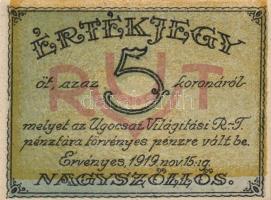 ÉRTÉKJEGY
öt, azaz 5 koronáról
melyet az Ugocsai Világítási R.-T.
pénztára törvényes pénzre vált be.
Érvényes, 1919 nov. 15-ig.
NAGYSZŐLLŐS.